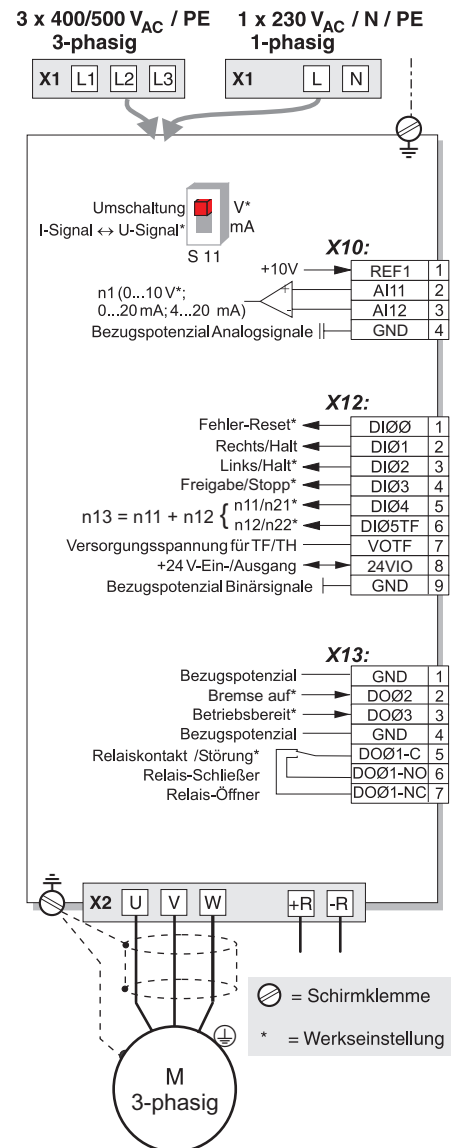 3 x 400/500 VAC / PE 1 x 230 VAC / N / PE
3-phasig 1-phasig
X1 L1 L2 L3 X1 L N
Umschaltung V*
I-Signal ↔ U-Signal* mA
S 11
X10:
+10V REF1 1
n1 (0...10 V*; + AI11 2
0...20 mA; 4...20 mA) - AI12 3
Bezugspotenzial Analogsignale GND 4
X12:
Fehler-Reset* DIØØ 1
Rechts/Halt DIØ1 2
Links/Halt* DIØ2 3
Freigabe/Stopp* DIØ3 4
n13 = n11 + n12 { n11/n21* DIØ4 5
n12/n22* DIØ5TF 6
Versorgungsspannung für TF/TH VOTF 7
+24 V-Ein-/Ausgang 24VIO 8
Bezugspotenzial Binärsignale GND 9
X13:
Bezugspotenzial GND 1
Bremse auf* DOØ2 2
Betriebsbereit* DOØ3 3
Bezugspotenzial GND 4
Relaiskontakt /Störung* DOØ1-C 5
Relais-Schließer DOØ1-NO 6
Relais-Öffner DOØ1-NC 7
X2 U V W +R -R
= Schirmklemme
* = Werkseinstellung
M
3-phasig